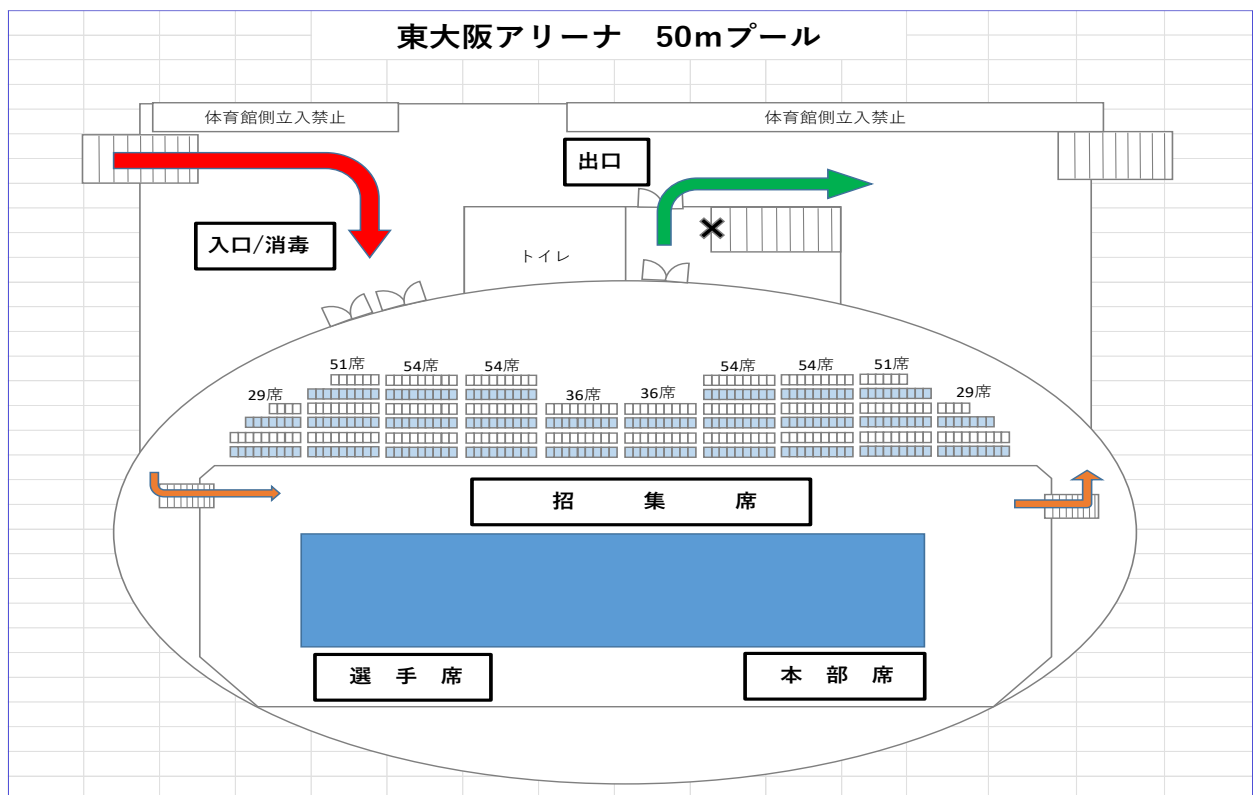 東大阪アリーナ　50mプール
体育館側立入禁止
体育館側立入禁止
出口
入口/消毒
トイレ
51席
54席
54席
54席
54席
51席
29席
36席
36席
29席
招　集　席
選　手　席
本　部　席